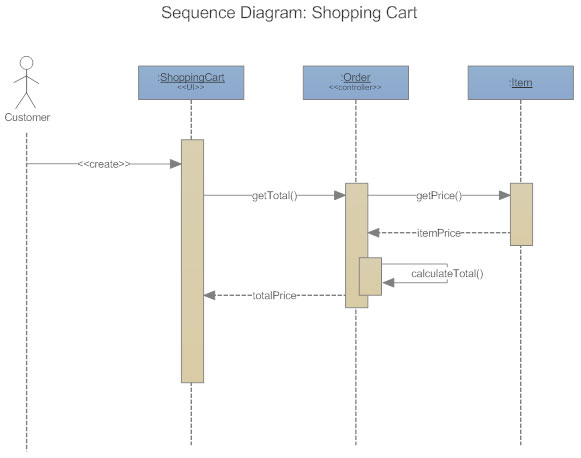 Sequence Diagram: Shopping Cart
:ShoppingCart
<<UI>>
:Order
<<controller>>
:Item
Customer
<<create>>
getTotal()
getPrice()
itemPrice
calculateTotal()
totalPrice